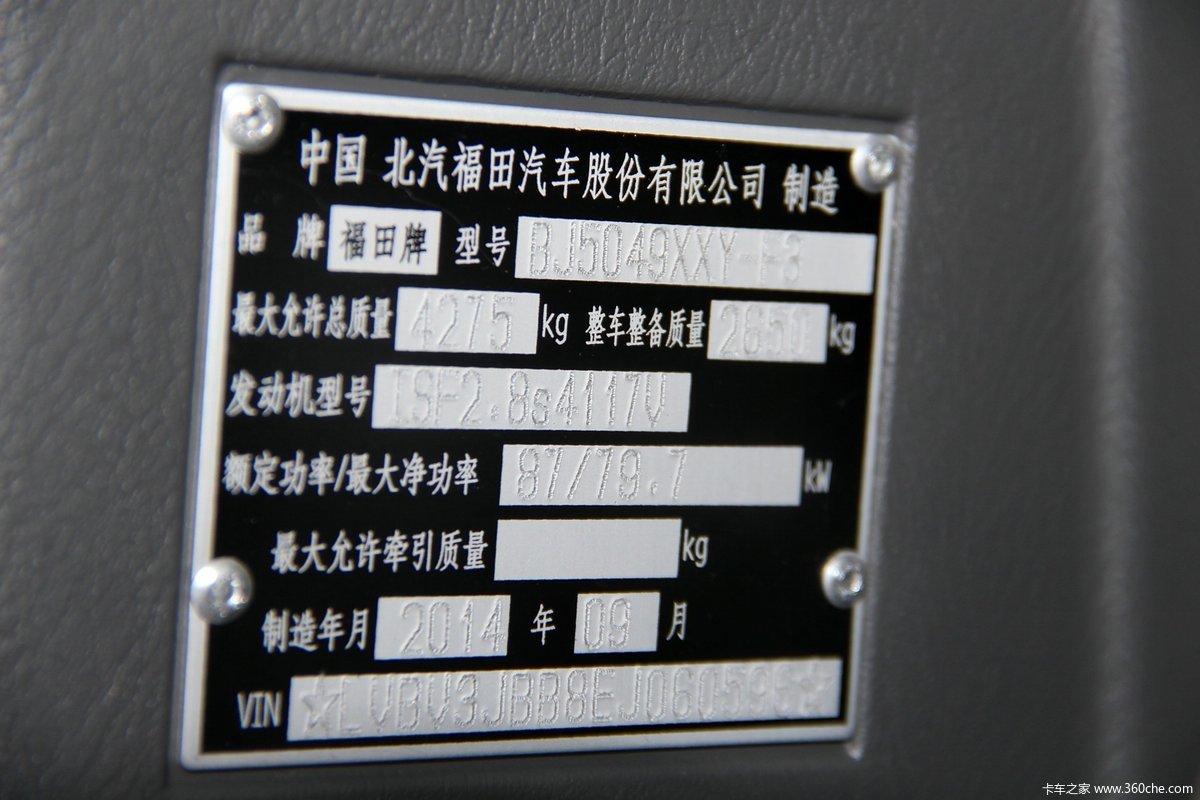 中国 北汽福田汽车股份有限公司 制造
品 牌 福田牌 型号 BJ5049XXY-F3
最大允许总质量 4275 kg 整车整备质量 2650 kg
发动机型号 ISF2.8s4117V
额定功率/最大净功率 87/79.7 kW
最大允许牵引质量 kg
制造年月 2014 年 09 月
VIN ☆LVBV3JBB8EJ060596☆
卡车之家 www.360che.com